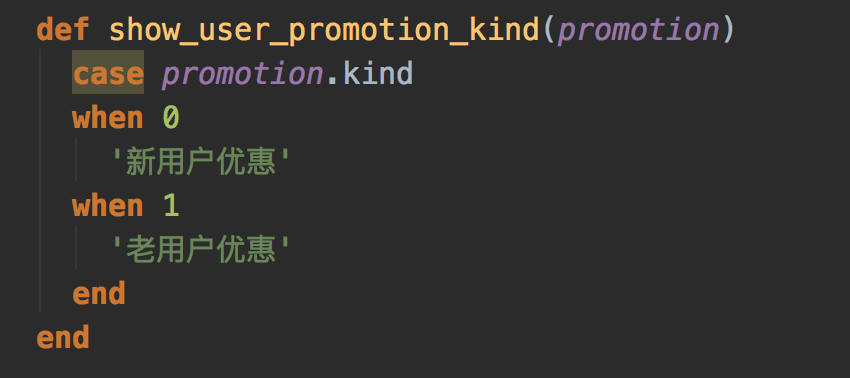 def show_user_promotion_kind(promotion)
  case promotion.kind
  when 0
    '新用户优惠'
  when 1
    '老用户优惠'
  end
end